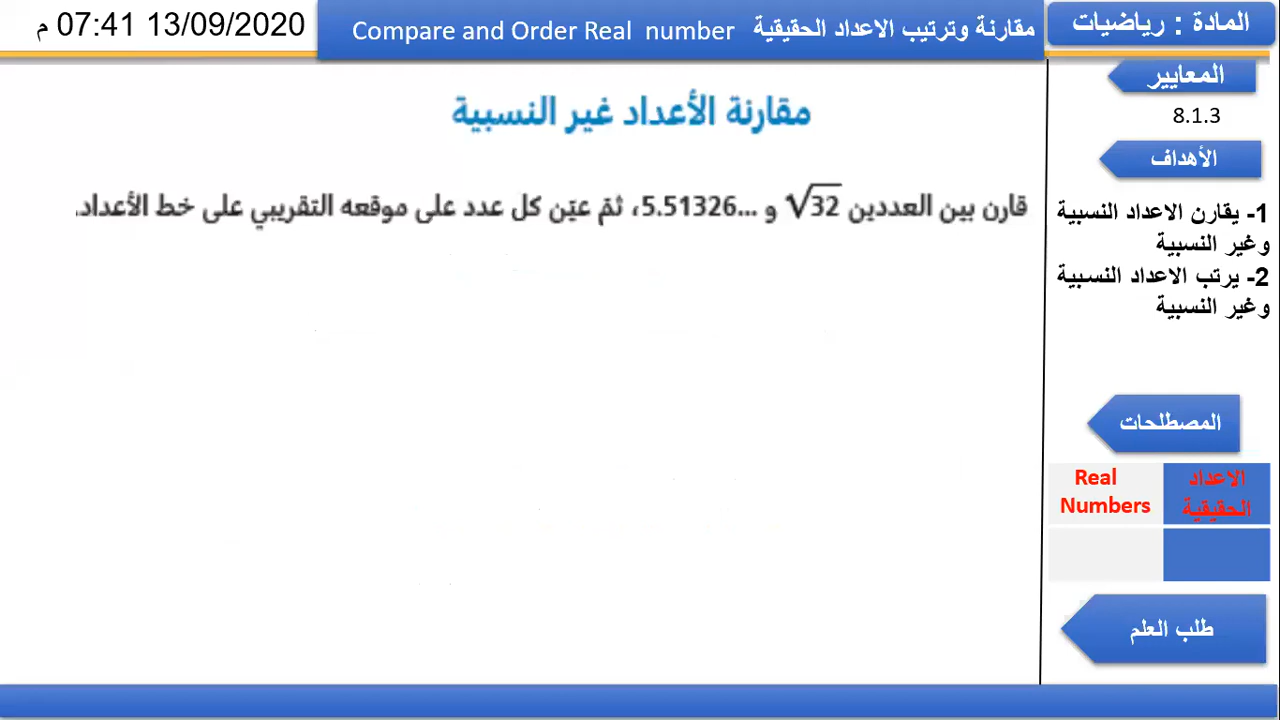 المادة : رياضيات
مقارنة وترتيب الاعداد الحقيقية Compare and Order Real number
07:41 13/09/2020 م
المعايير
8.1.3
الأهداف
1- يقارن الاعداد النسبية
وغير النسبية
2- يرتب الاعداد النسبية
وغير النسبية
المصطلحات
الاعداد الحقيقية
Real Numbers
طلب العلم
مقارنة الأعداد غير النسبية
قارن بين العددين √32 و 5.51326...، ثمّ عيّن كل عدد على موقعه التقريبي على خط الأعداد.